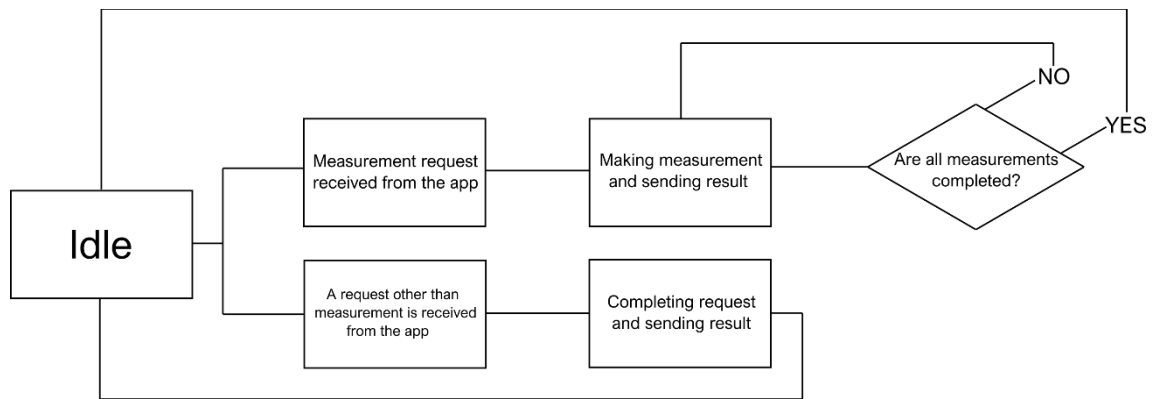 NO
YES
Measurement request
received from the app
Making measurement
and sending result
Are all measurements
completed?
Idle
A request other than
measurement is received
from the app
Completing request
and sending result